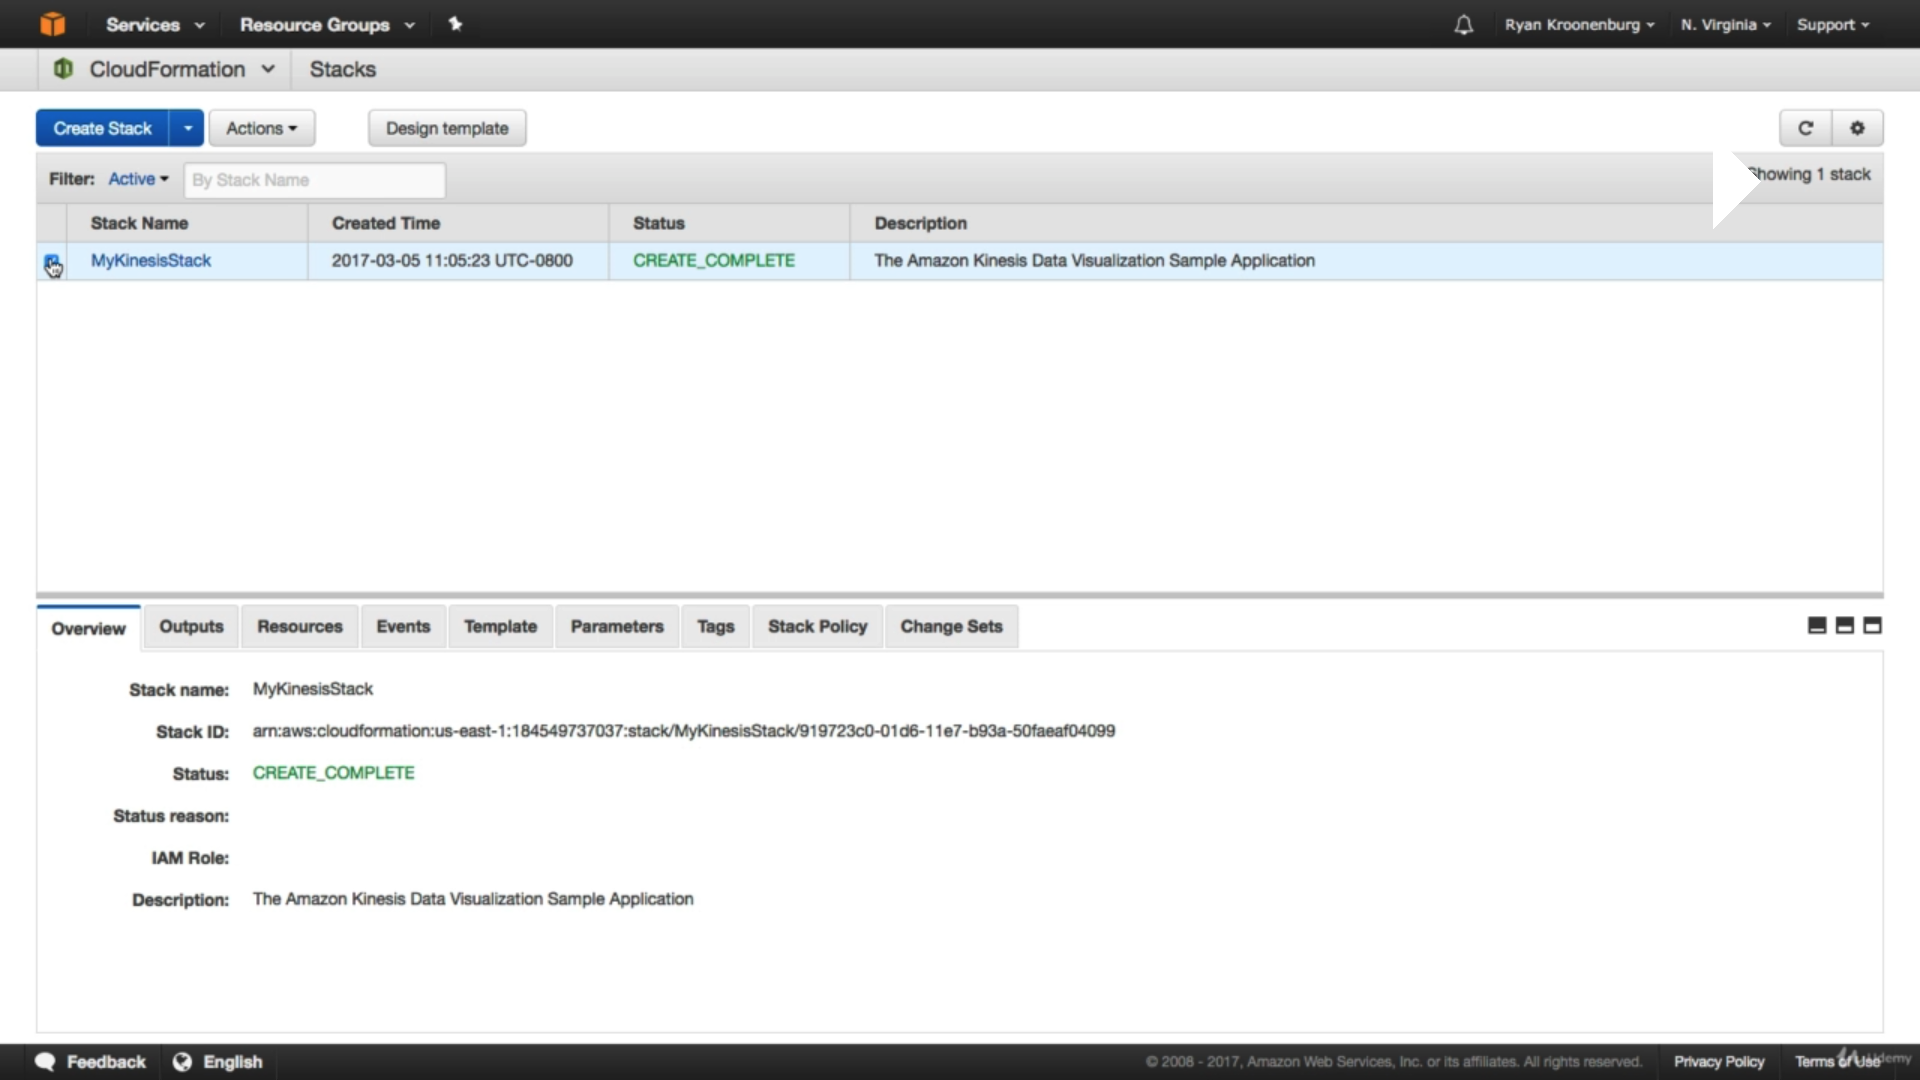 Services Resource Groups Ryan Kroonenburg N. Virginia Support
CloudFormation Stacks
Create Stack Actions Design template
Filter: Active By Stack Name Showing 1 stack
Stack Name Created Time Status Description
MyKinesisStack 2017-03-05 11:05:23 UTC-0800 CREATE_COMPLETE The Amazon Kinesis Data Visualization Sample Application
Overview Outputs Resources Events Template Parameters Tags Stack Policy Change Sets
Stack name: MyKinesisStack
Stack ID: arn:aws:cloudformation:us-east-1:184549737037:stack/MyKinesisStack/919723c0-01d6-11e7-b93a-50faeaf04099
Status: CREATE_COMPLETE
Status reason:
IAM Role:
Description: The Amazon Kinesis Data Visualization Sample Application
Feedback English © 2008 - 2017, Amazon Web Services, Inc. or its affiliates. All rights reserved. Privacy Policy Terms of Use Udemy